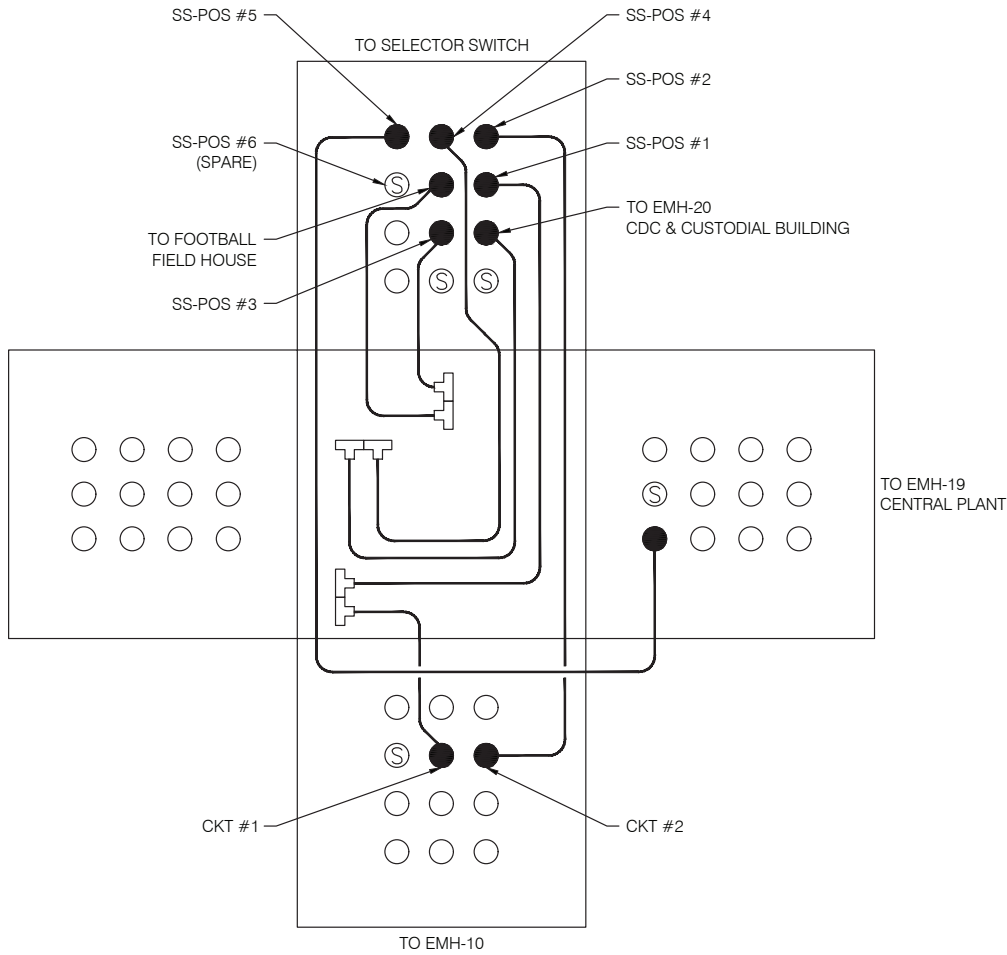 SS-POS #5
SS-POS #4
TO SELECTOR SWITCH
SS-POS #2
SS-POS #6
(SPARE)
SS-POS #1
S
TO EMH-20
CDC & CUSTODIAL BUILDING
TO FOOTBALL
FIELD HOUSE
S
S
SS-POS #3
TO EMH-19
CENTRAL PLANT
S
S
CKT #1
CKT #2
TO EMH-10